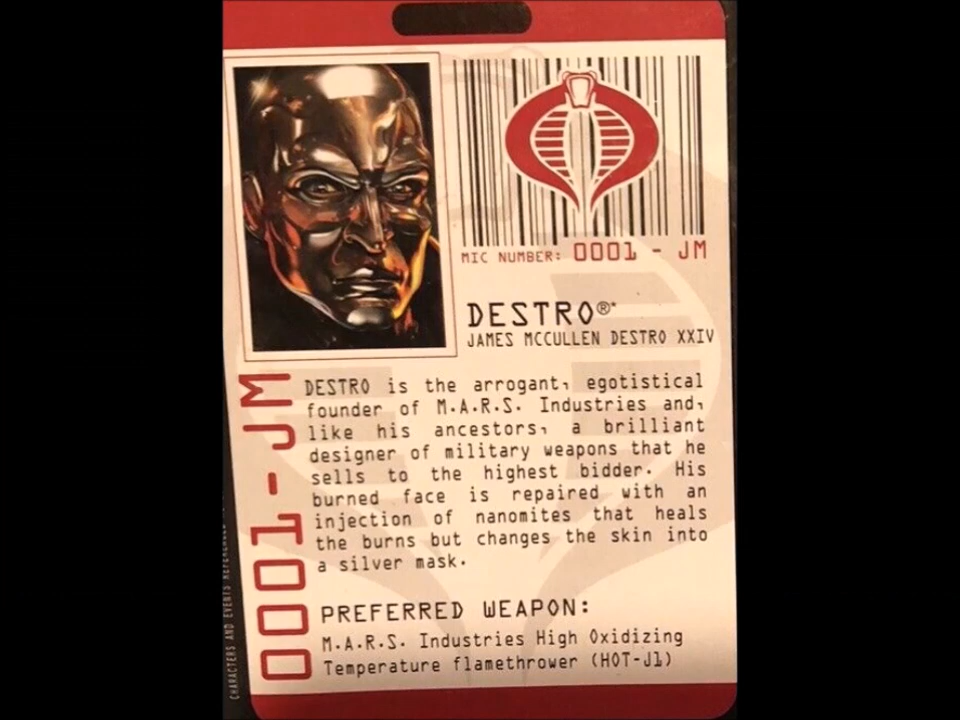 MIC NUMBER: 0001 - JM
DESTRO®*
JAMES MCCULLEN DESTRO XXIV
DESTRO is the arrogant, egotistical
founder of M.A.R.S. Industries and,
like his ancestors, a brilliant
designer of military weapons that he
sells to the highest bidder. His
burned face is repaired with an
injection of nanomites that heals
the burns but changes the skin into
a silver mask.
PREFERRED WEAPON:
M.A.R.S. Industries High Oxidizing
Temperature flamethrower (HOT-J1)
0001-JM
CHARACTERS AND EVENTS REFERENCED